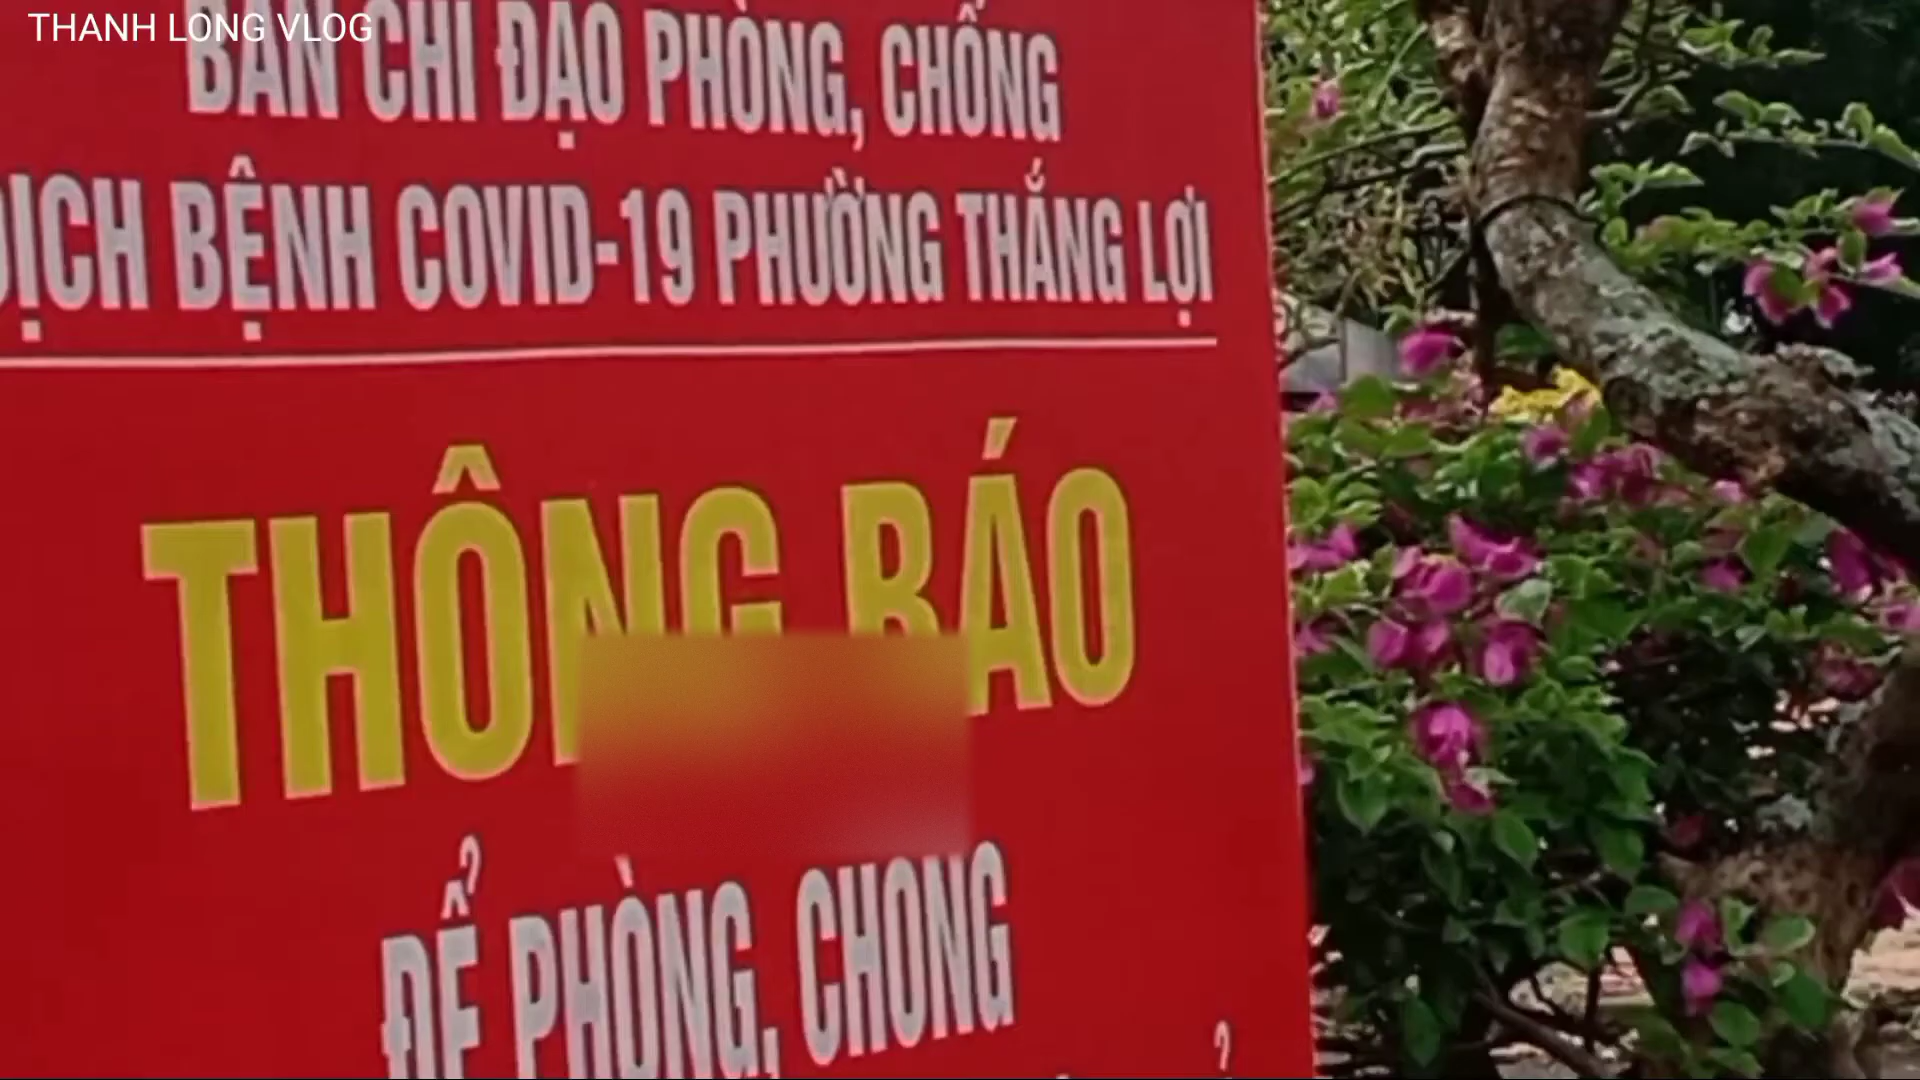 THANH LONG VLOG
BAN CHỈ ĐẠO PHÒNG, CHỐNG
DỊCH BỆNH COVID-19 PHƯỜNG THẮNG LỢI
THÔNG BÁO
ĐỂ PHÒNG, CHONG